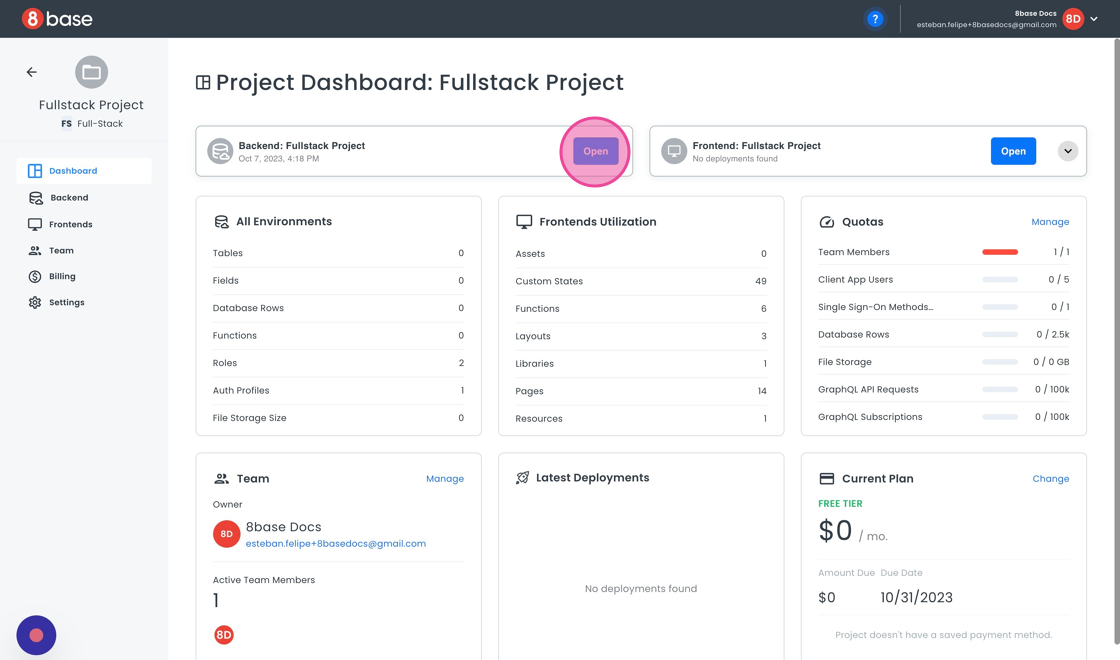 8base
?
8base Docs
esteban.felipe+8basedocs@gmail.com
8D
Fullstack Project
FS Full-Stack
Dashboard
Backend
Frontends
Team
Billing
Settings
Project Dashboard: Fullstack Project
Backend: Fullstack Project
Oct 7, 2023, 4:18 PM
Open
Frontend: Fullstack Project
No deployments found
Open
All Environments
Tables 0
Fields 0
Database Rows 0
Functions 0
Roles 2
Auth Profiles 1
File Storage Size 0
Frontends Utilization
Assets 0
Custom States 49
Functions 6
Layouts 3
Libraries 1
Pages 14
Resources 1
Quotas Manage
Team Members 1 / 1
Client App Users 0 / 5
Single Sign-On Methods... 0 / 1
Database Rows 0 / 2.5k
File Storage 0 / 0 GB
GraphQL API Requests 0 / 100k
GraphQL Subscriptions 0 / 100k
Team Manage
Owner
8D
8base Docs
esteban.felipe+8basedocs@gmail.com
Active Team Members
1
8D
Latest Deployments
No deployments found
Current Plan Change
FREE TIER
$0 / mo.
Amount Due Due Date
$0 10/31/2023
Project doesn't have a saved payment method.